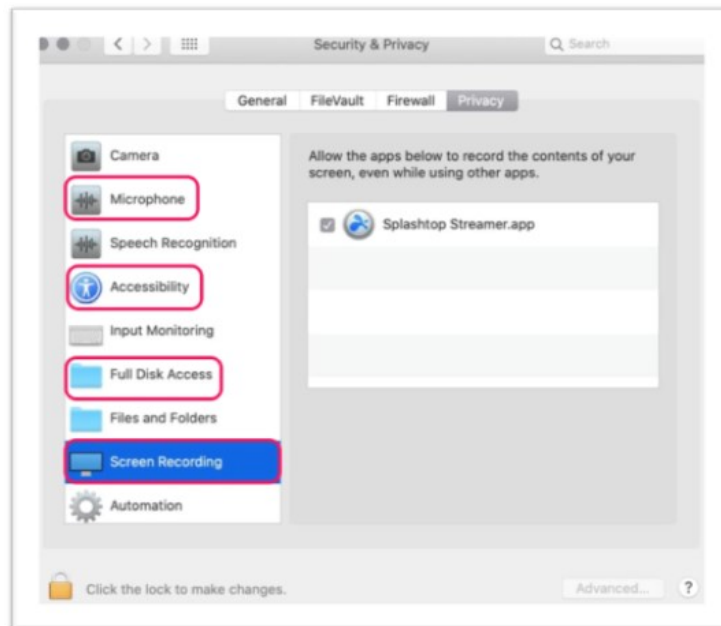 Security & Privacy
Search
General FileVault Firewall Privacy
Camera
Microphone
Speech Recognition
Accessibility
Input Monitoring
Full Disk Access
Files and Folders
Screen Recording
Automation
Allow the apps below to record the contents of your
screen, even while using other apps.
Splashtop Streamer.app
Click the lock to make changes.
Advanced...
?